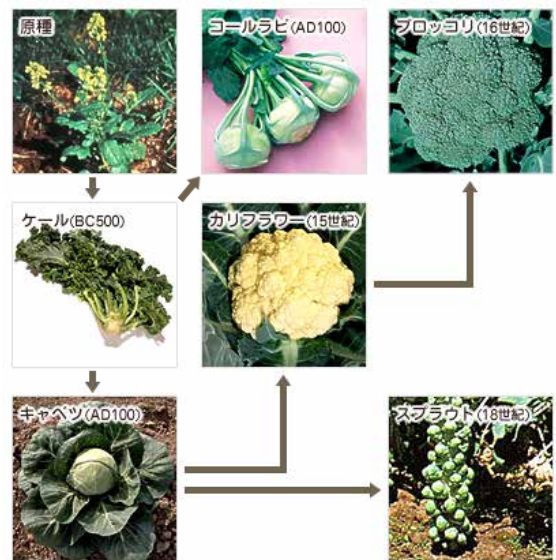 原種
コールラビ(AD100)
ブロッコリ(16世紀)
ケール(BC500)
カリフラワー(15世紀)
キャベツ(AD100)
スプラウト(18世紀)